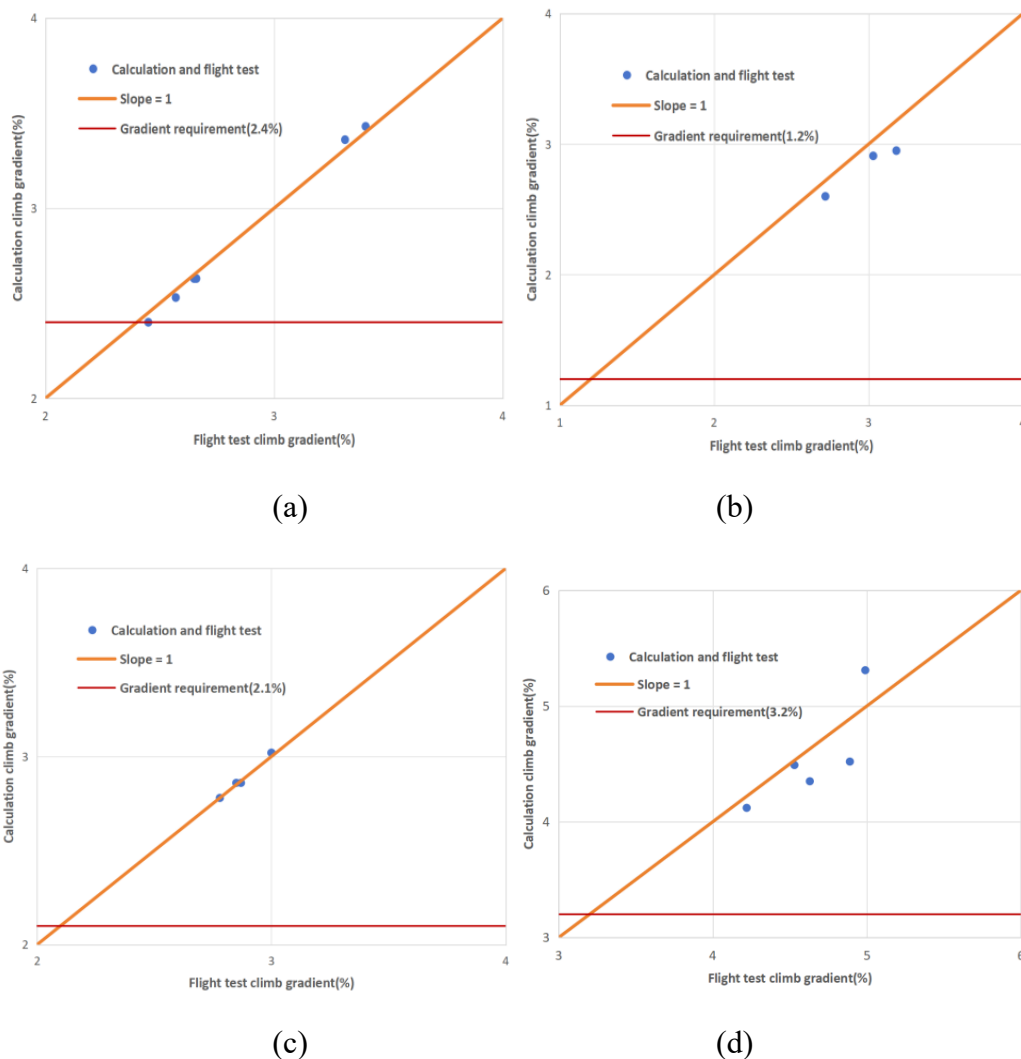 4
3
2
2
3
4
Calculation climb gradient(%)
Flight test climb gradient(%)
Calculation and flight test
Slope = 1
Gradient requirement(2.4%)
(a)
4
3
2
1
1
2
3
4
Calculation climb gradient(%)
Flight test climb gradient(%)
Calculation and flight test
Slope = 1
Gradient requirement(1.2%)
(b)
4
3
2
2
3
4
Calculation climb gradient(%)
Flight test climb gradient(%)
Calculation and flight test
Slope = 1
Gradient requirement(2.1%)
(c)
6
5
4
3
3
4
5
6
Calculation climb gradient(%)
Flight test climb gradient(%)
Calculation and flight test
Slope = 1
Gradient requirement(3.2%)
(d)